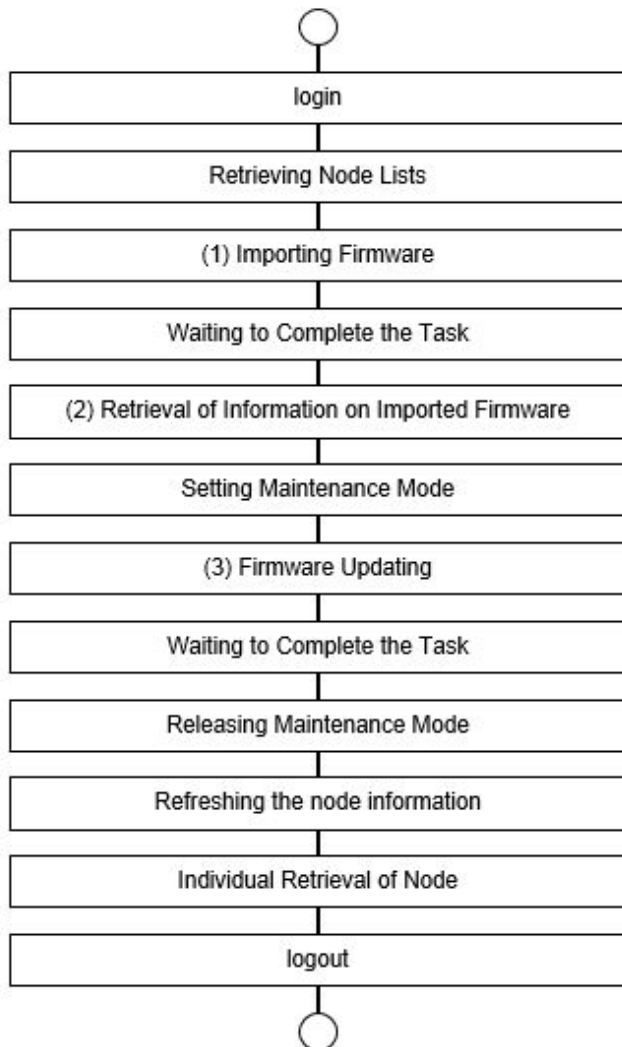 login
Retrieving Node Lists
(1) Importing Firmware
Waiting to Complete the Task
(2) Retrieval of Information on Imported Firmware
Setting Maintenance Mode
(3) Firmware Updating
Waiting to Complete the Task
Releasing Maintenance Mode
Refreshing the node information
Individual Retrieval of Node
logout